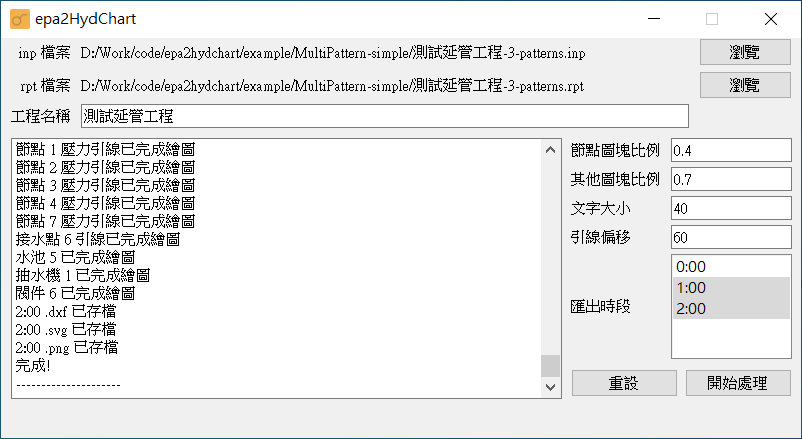 epa2HydChart
inp 檔案 D:/Work/code/epa2hydchart/example/MultiPattern-simple/測試延管工程-3-patterns.inp 瀏覽
rpt 檔案 D:/Work/code/epa2hydchart/example/MultiPattern-simple/測試延管工程-3-patterns.rpt 瀏覽
工程名稱 測試延管工程
節點 1 壓力引線已完成繪圖
節點 2 壓力引線已完成繪圖
節點 3 壓力引線已完成繪圖
節點 4 壓力引線已完成繪圖
節點 7 壓力引線已完成繪圖
接水點 6 引線已完成繪圖
水池 5 已完成繪圖
抽水機 1 已完成繪圖
閥件 6 已完成繪圖
2:00 .dxf 已存檔
2:00 .svg 已存檔
2:00 .png 已存檔
完成!
---------------------
節點圖塊比例 0.4
其他圖塊比例 0.7
文字大小 40
引線偏移 60
匯出時段
0:00
1:00
2:00
重設 開始處理